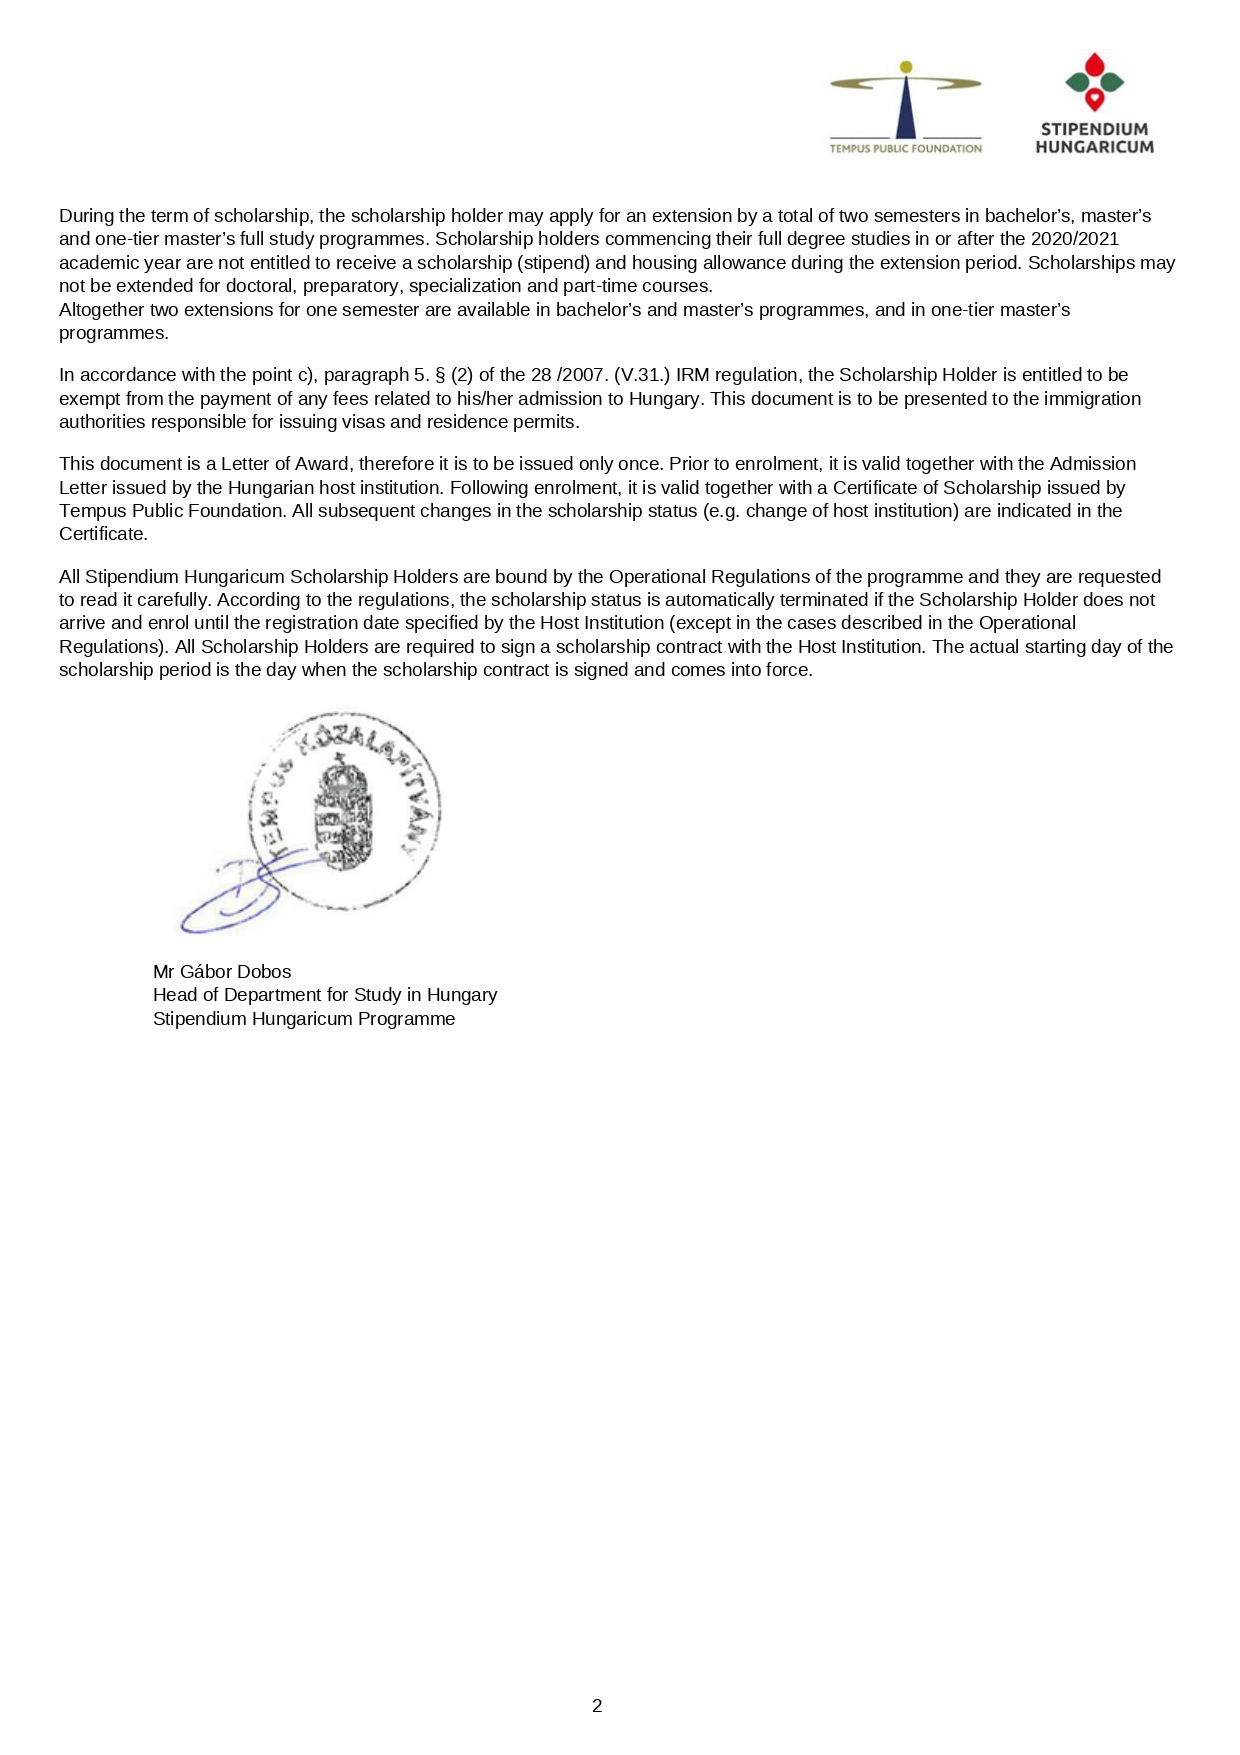 TEMPUS PUBLIC FOUNDATION
STIPENDIUM
HUNGARICUM
During the term of scholarship, the scholarship holder may apply for an extension by a total of two semesters in bachelor’s, master’s
and one-tier master’s full study programmes. Scholarship holders commencing their full degree studies in or after the 2020/2021
academic year are not entitled to receive a scholarship (stipend) and housing allowance during the extension period. Scholarships may
not be extended for doctoral, preparatory, specialization and part-time courses.
Altogether two extensions for one semester are available in bachelor’s and master’s programmes, and in one-tier master’s
programmes.
In accordance with the point c), paragraph 5. § (2) of the 28 /2007. (V.31.) IRM regulation, the Scholarship Holder is entitled to be
exempt from the payment of any fees related to his/her admission to Hungary. This document is to be presented to the immigration
authorities responsible for issuing visas and residence permits.
This document is a Letter of Award, therefore it is to be issued only once. Prior to enrolment, it is valid together with the Admission
Letter issued by the Hungarian host institution. Following enrolment, it is valid together with a Certificate of Scholarship issued by
Tempus Public Foundation. All subsequent changes in the scholarship status (e.g. change of host institution) are indicated in the
Certificate.
All Stipendium Hungaricum Scholarship Holders are bound by the Operational Regulations of the programme and they are requested
to read it carefully. According to the regulations, the scholarship status is automatically terminated if the Scholarship Holder does not
arrive and enrol until the registration date specified by the Host Institution (except in the cases described in the Operational
Regulations). All Scholarship Holders are required to sign a scholarship contract with the Host Institution. The actual starting day of the
scholarship period is the day when the scholarship contract is signed and comes into force.
TEMPUS KÖZALAPÍTVÁNY
Mr Gábor Dobos
Head of Department for Study in Hungary
Stipendium Hungaricum Programme
2